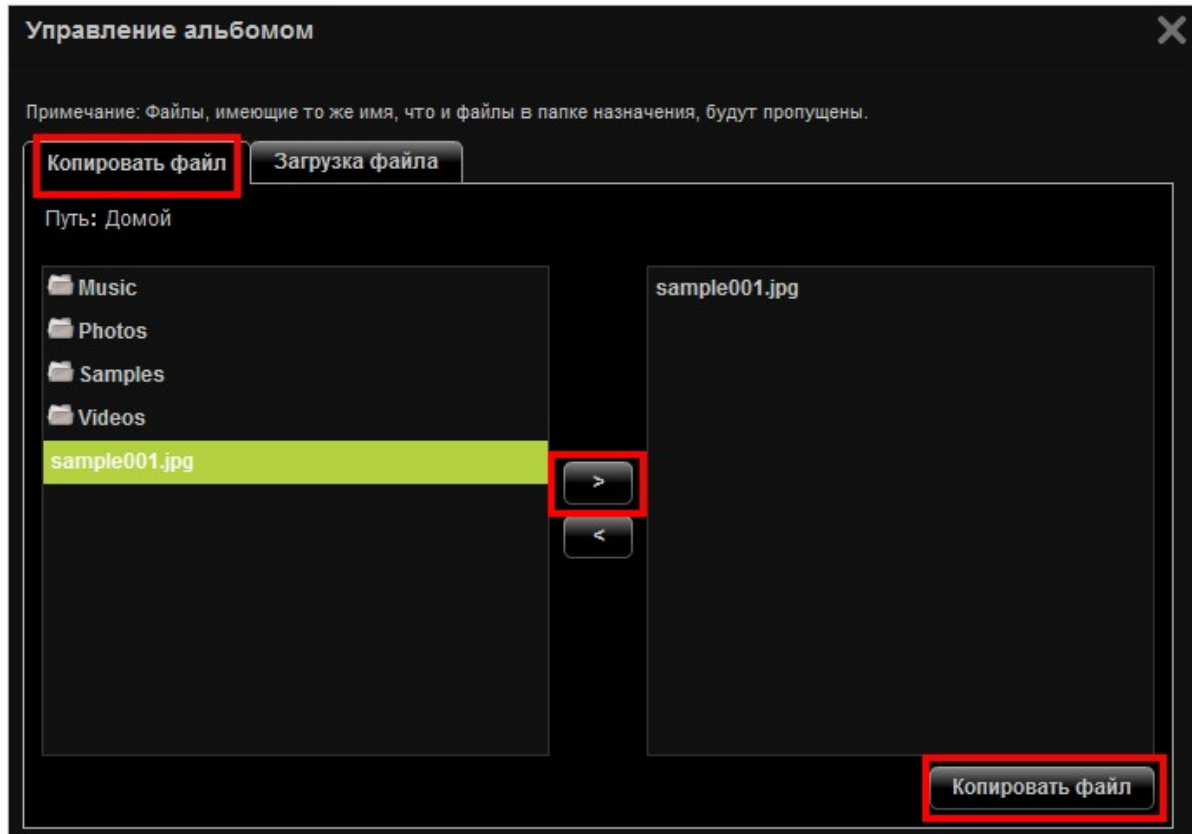 Управление альбомом
Примечание: Файлы, имеющие то же имя, что и файлы в папке назначения, будут пропущены.
Копировать файл
Загрузка файла
Путь: Домой
Music
Photos
Samples
Videos
sample001.jpg
>
<
sample001.jpg
Копировать файл